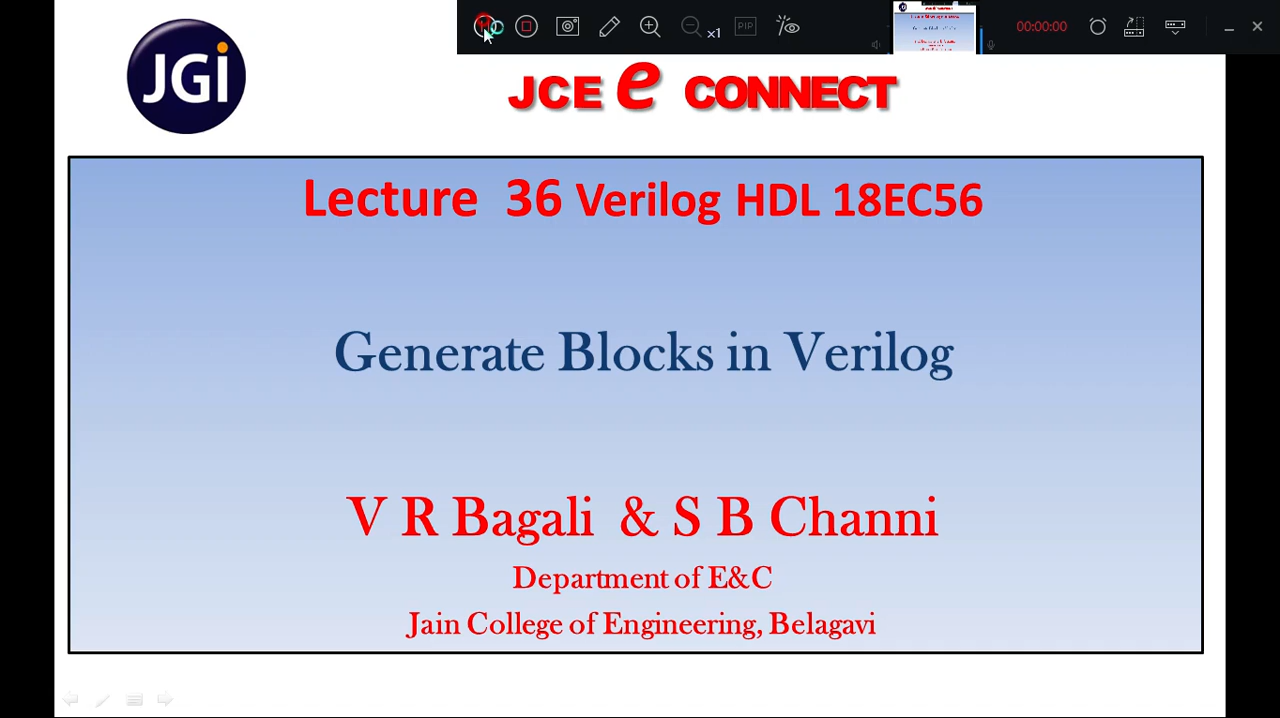 x1
PIP
00:00:00
JGi
JCE e CONNECT
Lecture 36 Verilog HDL 18EC56
Generate Blocks in Verilog
V R Bagali & S B Channi
Department of E&C
Jain College of Engineering, Belagavi